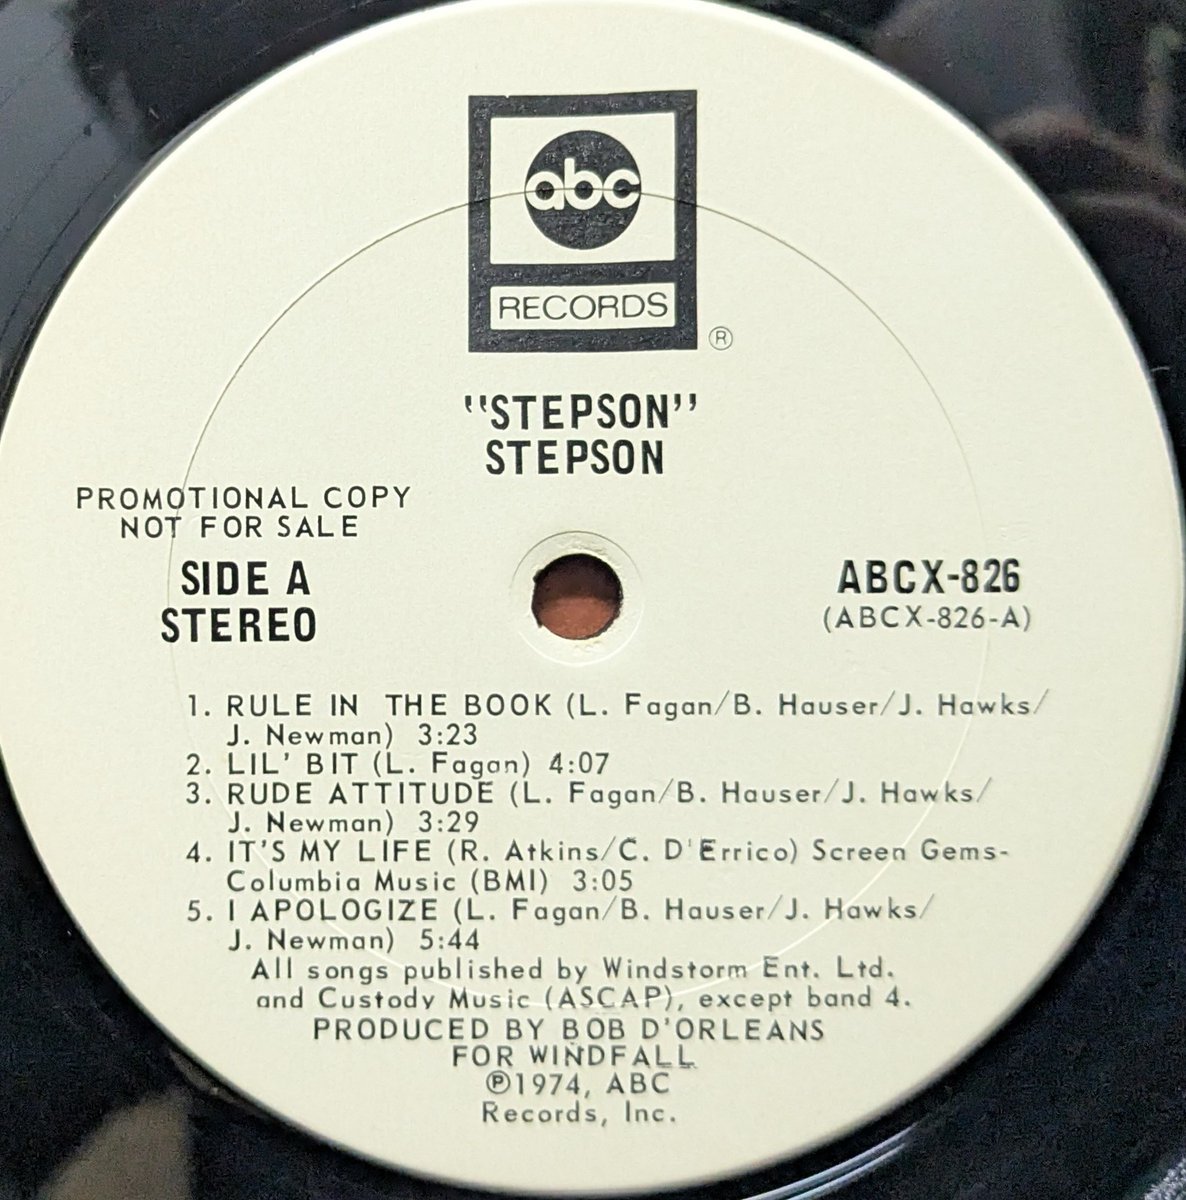 abc
RECORDS
®
"STEPSON"
STEPSON
PROMOTIONAL COPY
NOT FOR SALE
SIDE A
STEREO
ABCX-826
(ABCX-826-A)
1. RULE IN THE BOOK (L. Fagan/B. Hauser/J. Hawks/
J. Newman) 3:23
2. LIL' BIT (L. Fagan) 4:07
3. RUDE ATTITUDE (L. Fagan/B. Hauser/J. Hawks/
J. Newman) 3:29
4. IT'S MY LIFE (R. Atkins/C. D'Errico) Screen Gems-
Columbia Music (BMI) 3:05
5. I APOLOGIZE (L. Fagan/B. Hauser/J. Hawks/
J. Newman) 5:44
All songs published by Windstorm Ent. Ltd.
and Custody Music (ASCAP), except band 4.
PRODUCED BY BOB D'ORLEANS
FOR WINDFALL
℗1974, ABC
Records, Inc.